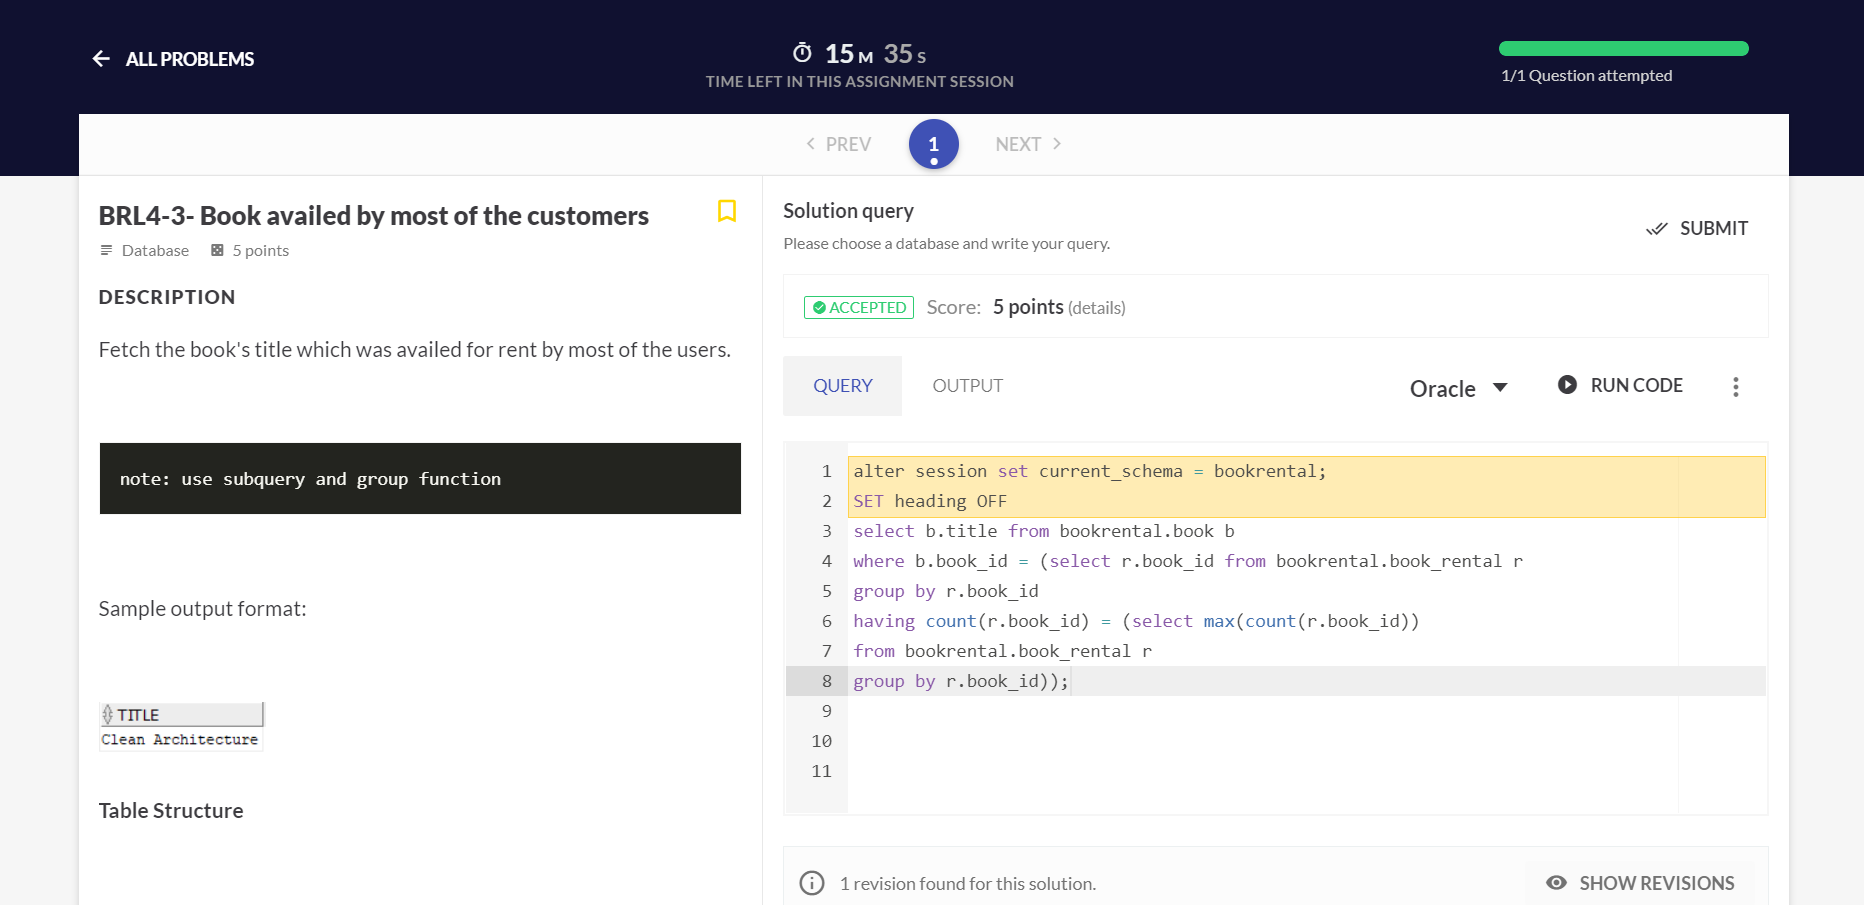 ALL PROBLEMS
15 M 35 S
TIME LEFT IN THIS ASSIGNMENT SESSION
1/1 Question attempted
PREV
1
NEXT
BRL4-3- Book availed by most of the customers
Database
5 points
DESCRIPTION
Fetch the book's title which was availed for rent by most of the users.
note: use subquery and group function
Sample output format:
TITLE
Clean Architecture
Table Structure
Solution query
Please choose a database and write your query.
SUBMIT
ACCEPTED Score: 5 points (details)
QUERY
OUTPUT
Oracle
RUN CODE
1 alter session set current_schema = bookrental;
2 SET heading OFF
3 select b.title from bookrental.book b
4 where b.book_id = (select r.book_id from bookrental.book_rental r
5 group by r.book_id
6 having count(r.book_id) = (select max(count(r.book_id))
7 from bookrental.book_rental r
8 group by r.book_id));
9
10
11
1 revision found for this solution.
SHOW REVISIONS